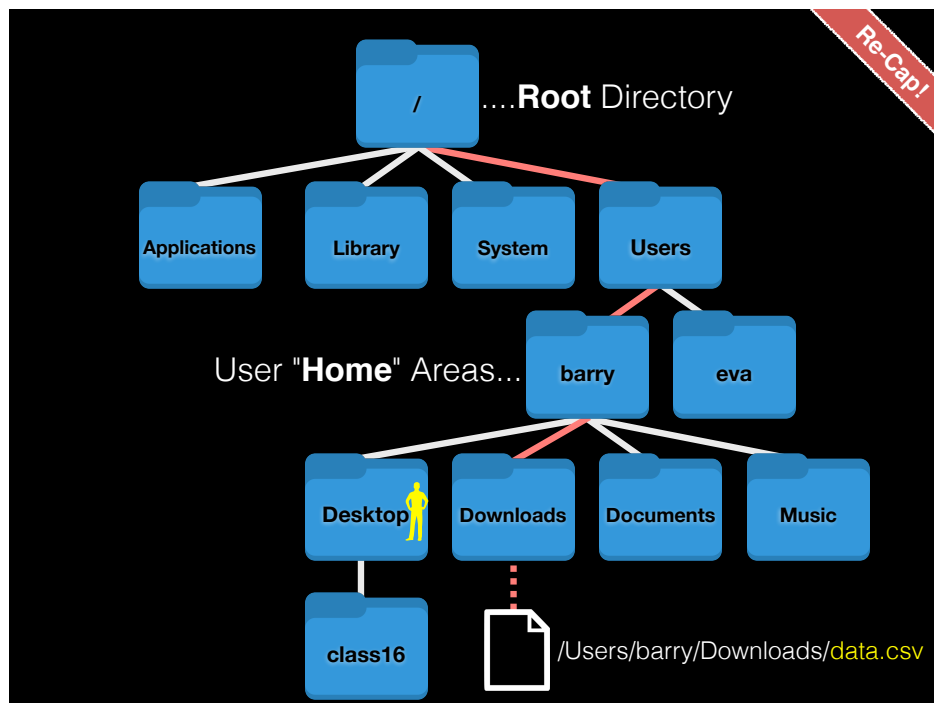 Re-Cap!
/
....Root Directory
Applications
Library
System
Users
User "Home" Areas...
barry
eva
Desktop
Downloads
Documents
Music
class16
/Users/barry/Downloads/data.csv